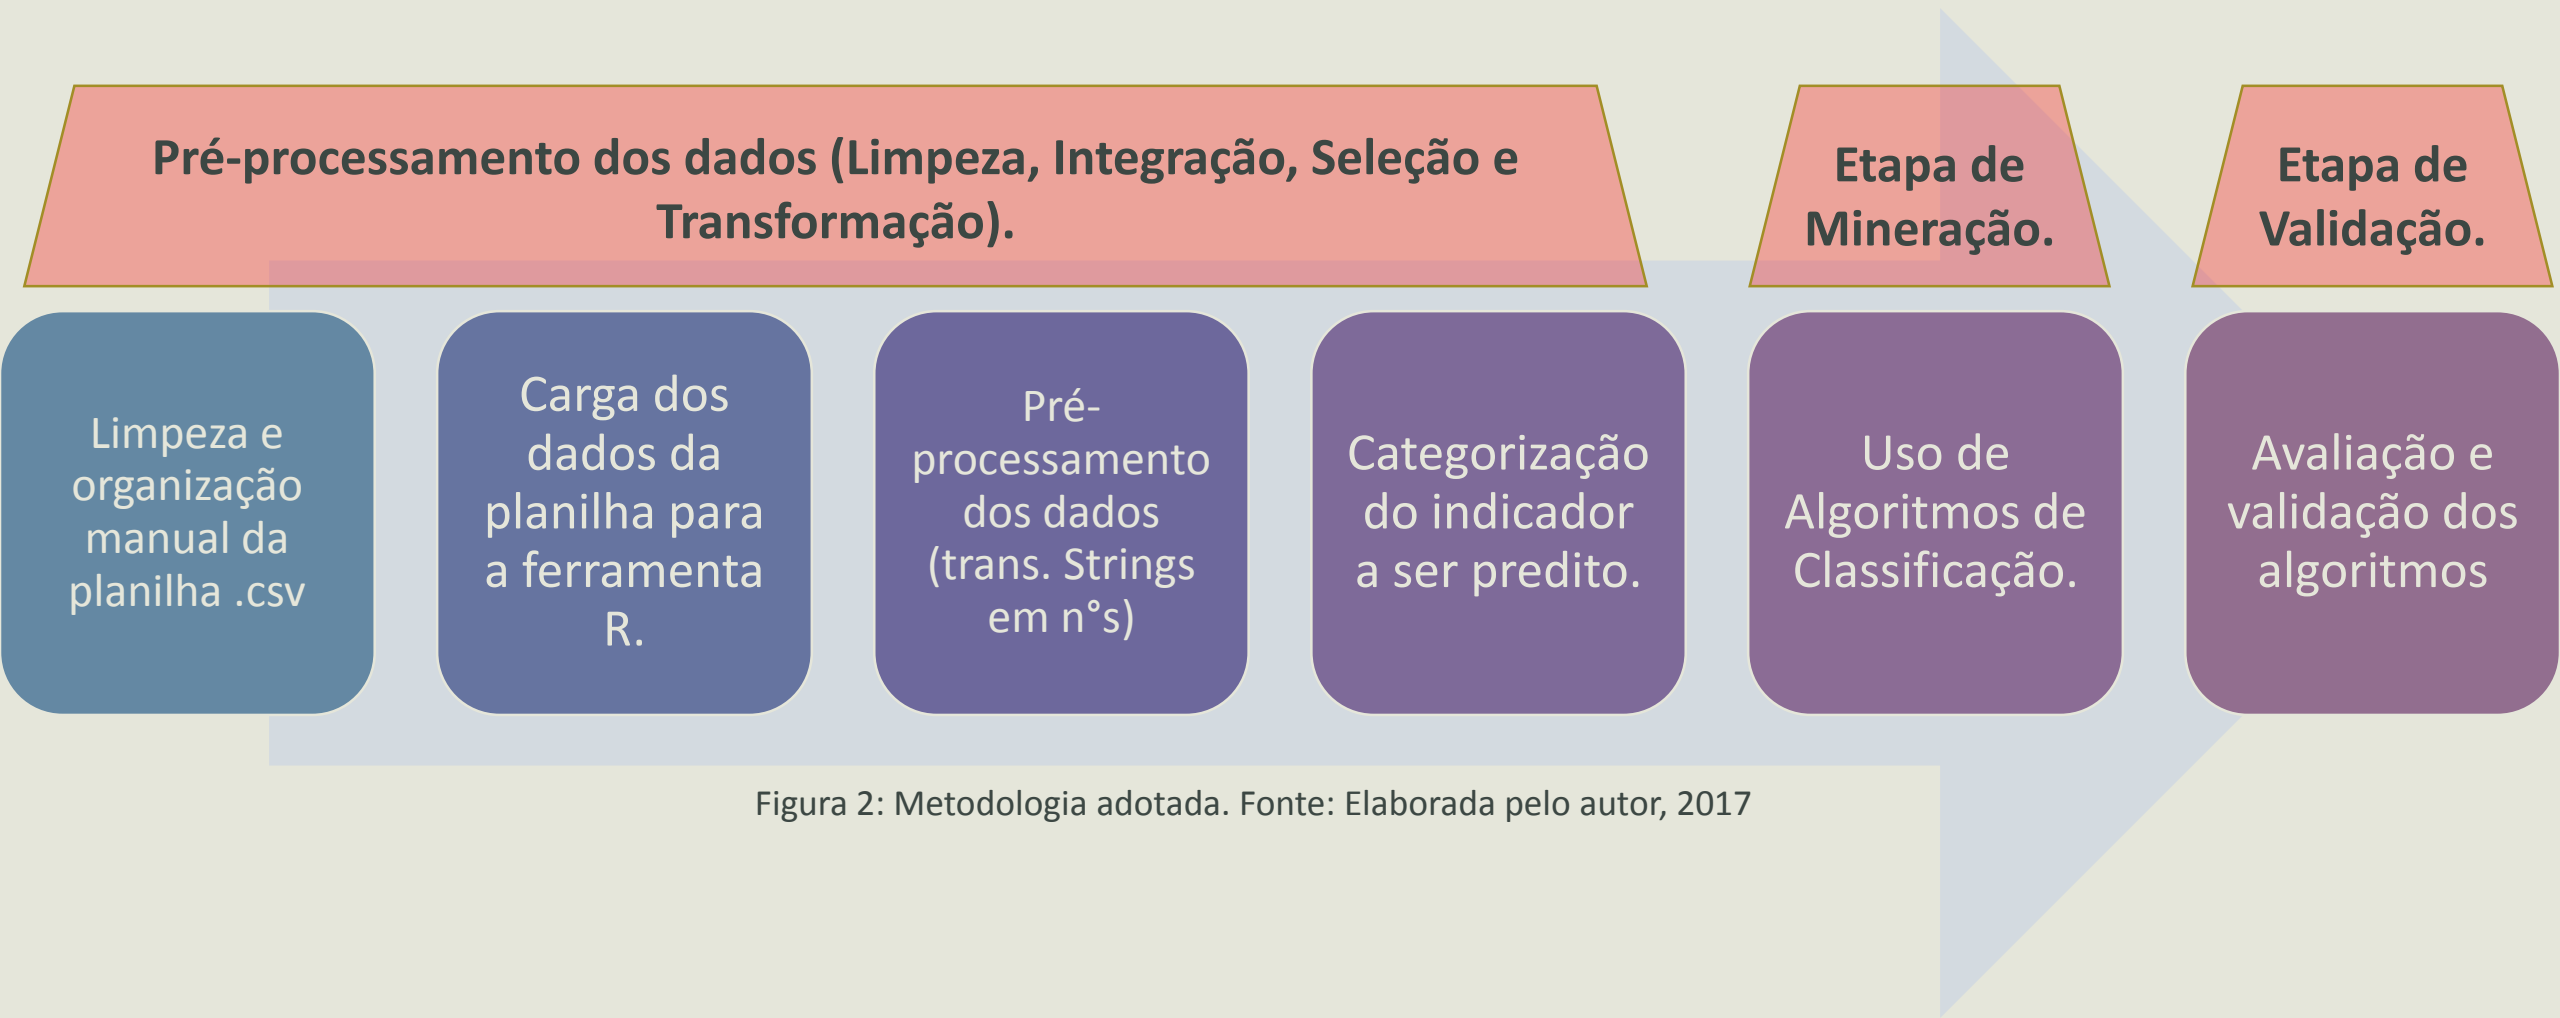 Pré-processamento dos dados (Limpeza, Integração, Seleção e
Transformação).
Etapa de
Mineração.
Etapa de
Validação.
Limpeza e
organização
manual da
planilha .csv
Carga dos
dados da
planilha para
a ferramenta
R.
Pré-
processamento
dos dados
(trans. Strings
em n°s)
Categorização
do indicador
a ser predito.
Uso de
Algoritmos de
Classificação.
Avaliação e
validação dos
algoritmos
Figura 2: Metodologia adotada. Fonte: Elaborada pelo autor, 2017